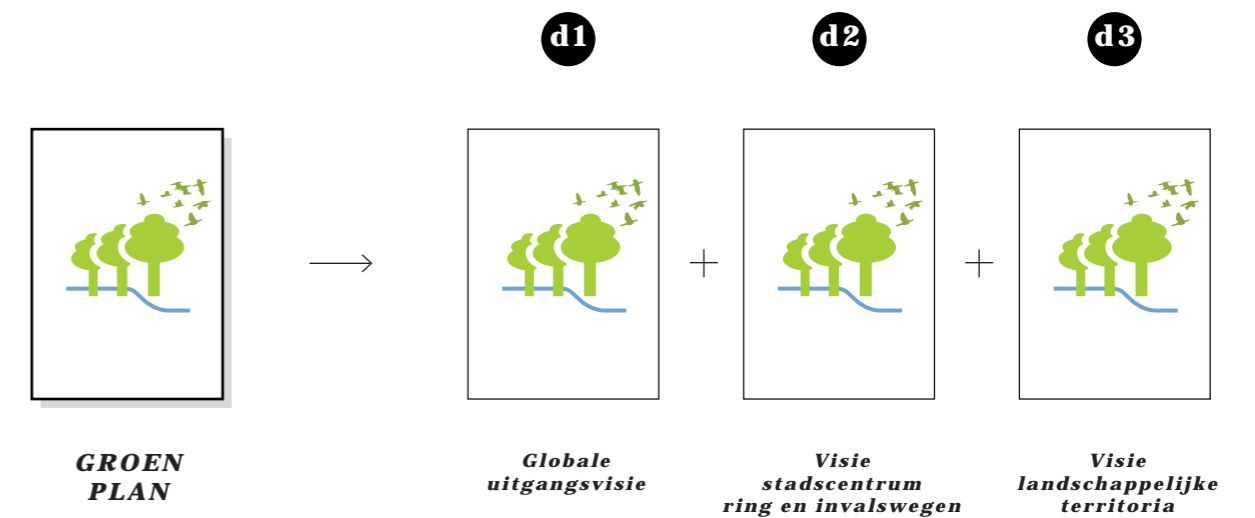 d1
d2
d3
GROEN
PLAN
Globale
uitgangsvisie
Visie
stadscentrum
ring en invalswegen
Visie
landschappelijke
territoria